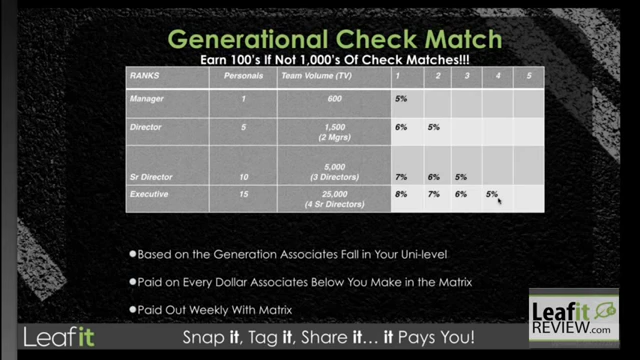 Generational Check Match
Earn 100's If Not 1,000's Of Check Matches!!!
RANKS Personals Team Volume (TV) 1 2 3 4 5
Manager 1 600 5%
Director 5 1,500 (2 Mgrs) 6% 5%
Sr Director 10 5,000 (3 Directors) 7% 6% 5%
Executive 15 25,000 (4 Sr Directors) 8% 7% 6% 5%
●Based on the Generation Associates Fall in Your Uni-level
●Paid on Every Dollar Associates Below You Make in the Matrix
●Paid Out Weekly With Matrix
Leafit
REVIEW.com
Leafit Snap it, Tag it, Share it... it Pays You!